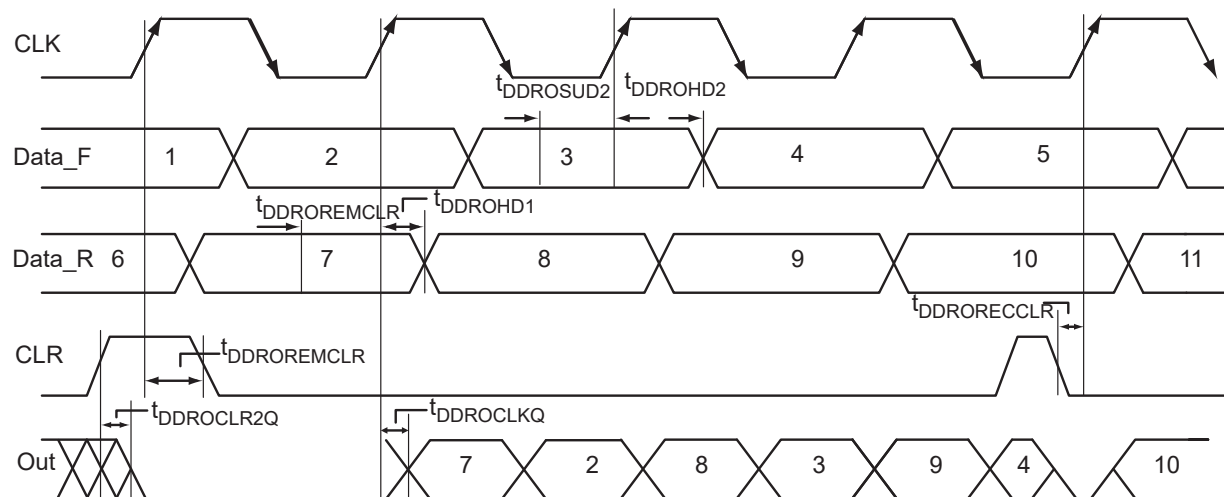 CLK
tDDROSUD2 tDDROHD2
Data_F 1 2 3 4 5
tDDROREMCLR tDDROHD1
Data_R 6 7 8 9 10 11
tDDRORECCLR
CLR
tDDROREMCLR
tDDROCLR2Q tDDROCLKQ
Out 7 2 8 3 9 4 10